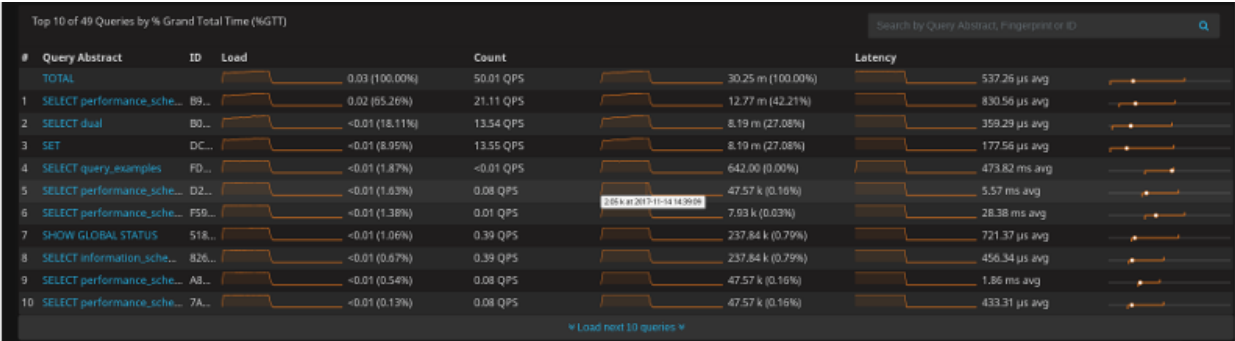 Top 10 of 49 Queries by % Grand Total Time (%GTT)
Search by Query Abstract, Fingerprint or ID
# Query Abstract ID Load Count Latency
TOTAL 0.03 (100.00%) 50.01 QPS 30.25 m (100.00%) 537.26 µs avg
1 SELECT performance_sche... B9... 0.02 (65.26%) 21.11 QPS 12.77 m (42.21%) 830.56 µs avg
2 SELECT dual B0... <0.01 (18.11%) 13.54 QPS 8.19 m (27.08%) 359.29 µs avg
3 SET DC... <0.01 (8.95%) 13.55 QPS 8.19 m (27.08%) 177.56 µs avg
4 SELECT query_examples FD... <0.01 (1.87%) <0.01 QPS 642.00 (0.00%) 473.82 ms avg
5 SELECT performance_sche... D2... <0.01 (1.63%) 0.08 QPS 47.57 k (0.16%) 5.57 ms avg
2.05 k at 2017-11-14 14:39:09
6 SELECT performance_sche... F59... <0.01 (1.38%) 0.01 QPS 7.93 k (0.03%) 28.38 ms avg
7 SHOW GLOBAL STATUS 518... <0.01 (1.06%) 0.39 QPS 237.84 k (0.79%) 721.37 µs avg
8 SELECT information_sche... 826... <0.01 (0.67%) 0.39 QPS 237.84 k (0.79%) 456.34 µs avg
9 SELECT performance_sche... A8... <0.01 (0.54%) 0.08 QPS 47.57 k (0.16%) 1.86 ms avg
10 SELECT performance_sche... 7A... <0.01 (0.13%) 0.08 QPS 47.57 k (0.16%) 433.31 µs avg
Load next 10 queries